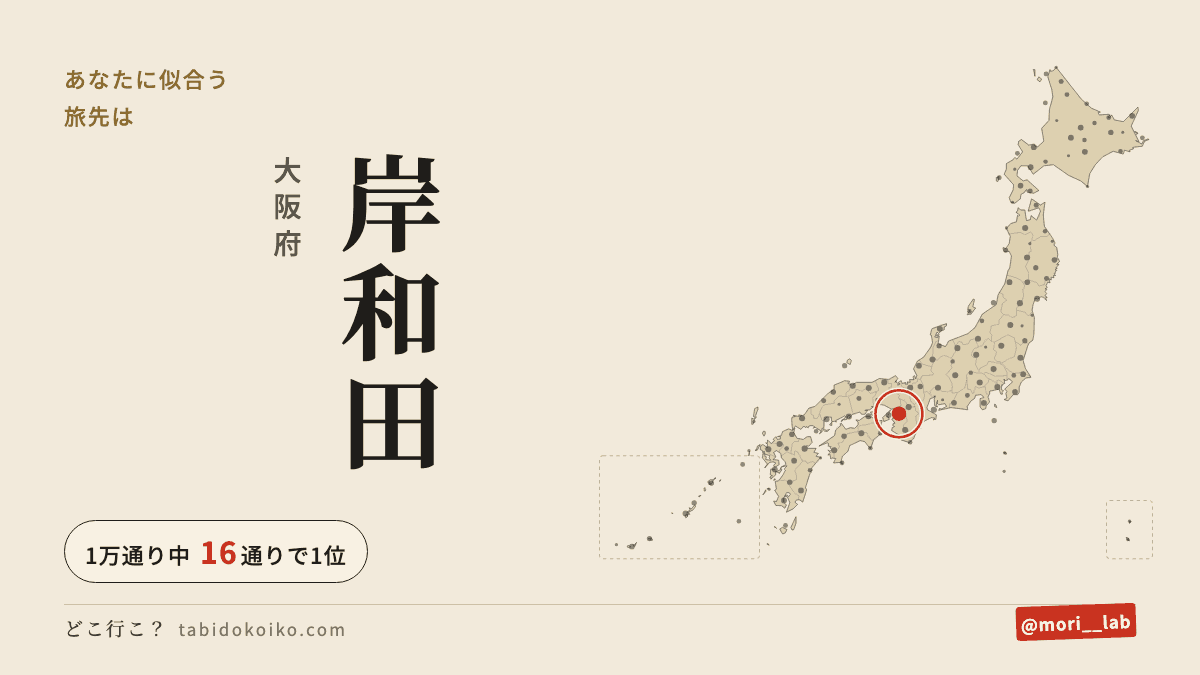 あなたに似合う
旅先は
岸和田
大阪府
1万通り中 16通りで1位
どこ行こ？ tabidokoiko.com
@mori__lab